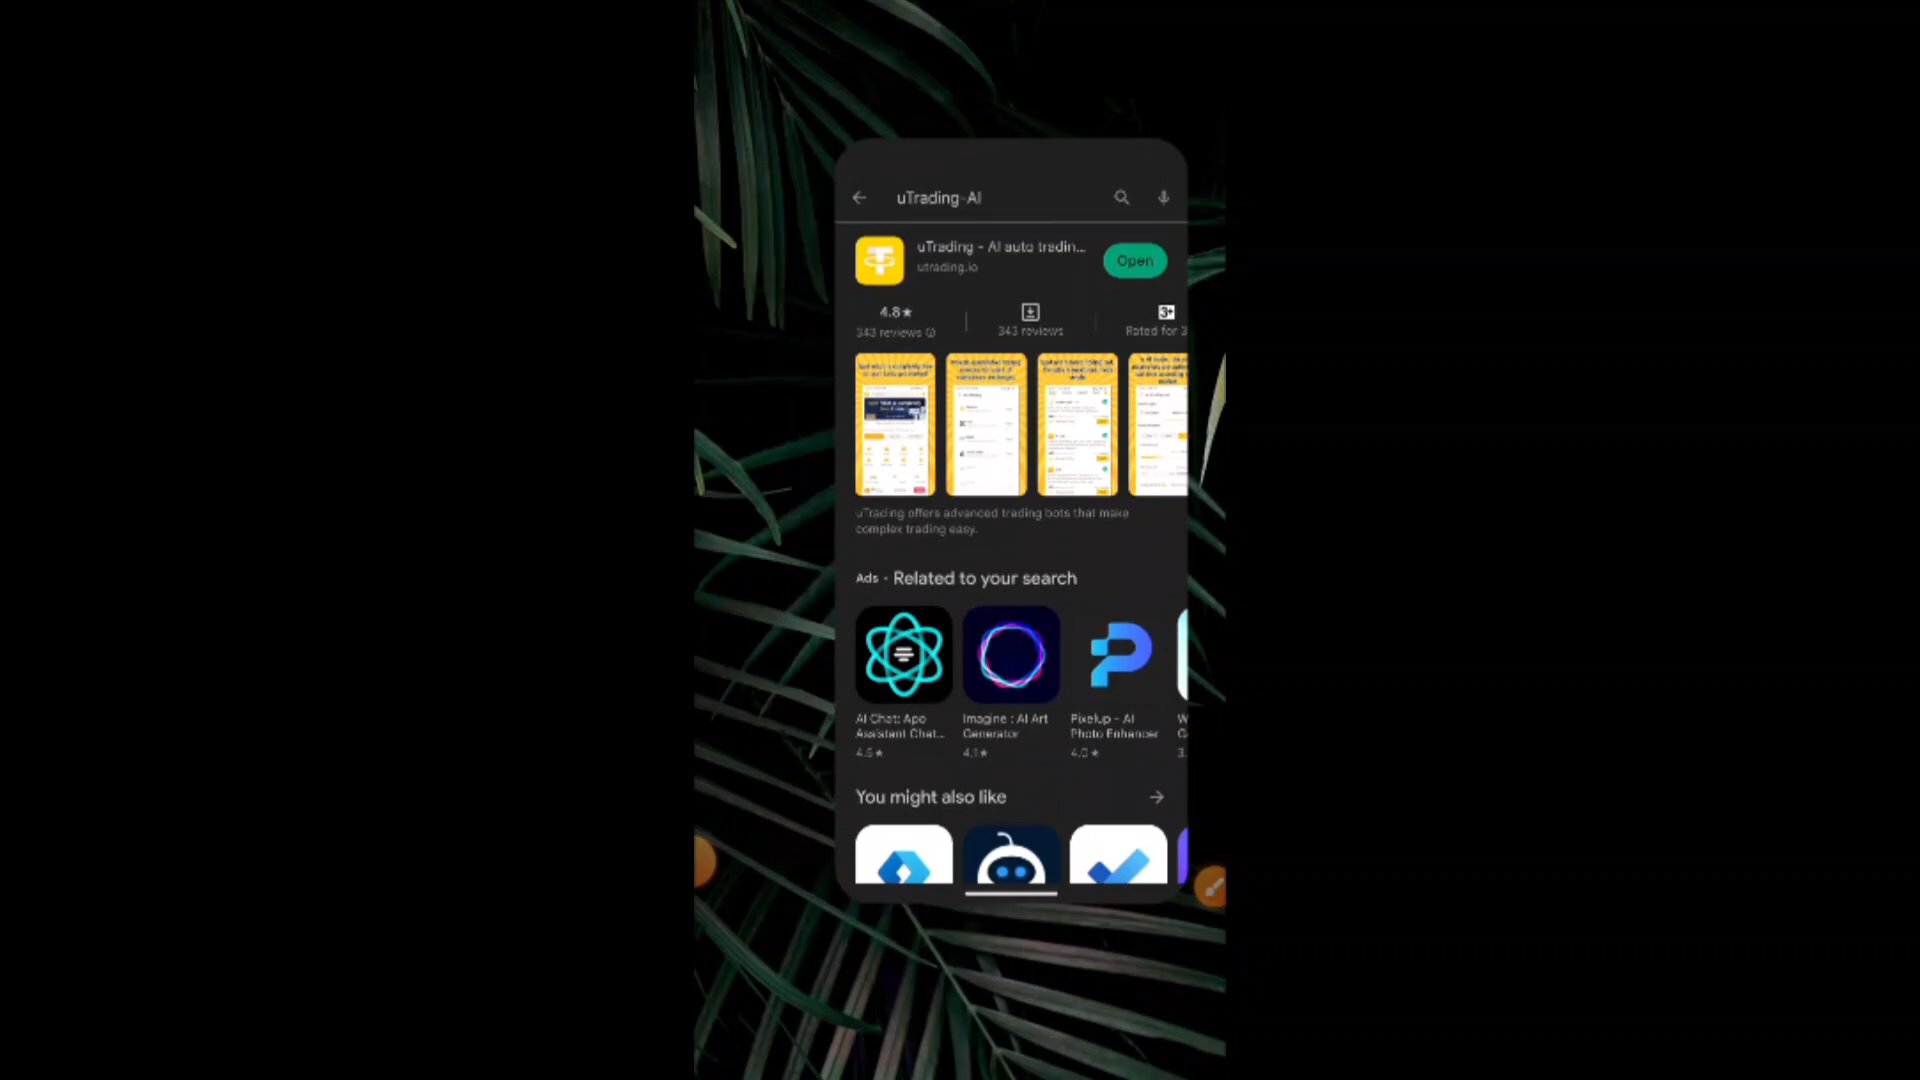 uTrading-AI
uTrading - AI auto tradin...
utrading.io
Open
4.8★
343 reviews
343 reviews
3+
Rated for 3
uTrading offers advanced trading bots that make
complex trading easy.
Ads • Related to your search
AI Chat: Apo
Assistant Chat...
4.6★
Imagine : AI Art
Generator
4.1★
Pixelup - AI
Photo Enhancer
4.0★
W
3.
You might also like